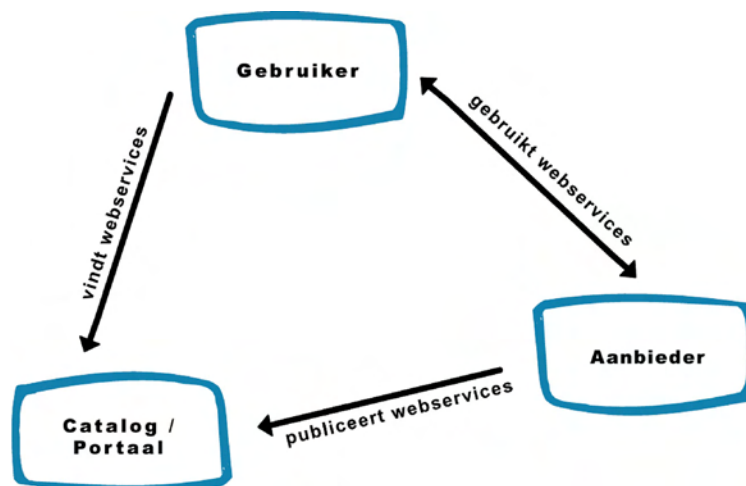 Gebruiker
gebruikt webservices
vindt webservices
Aanbieder
publiceert webservices
Catalog /
Portaal